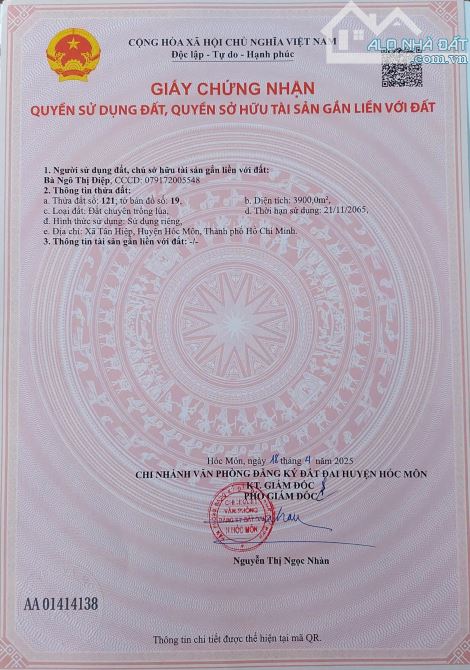 CỘNG HÒA XÃ HỘI CHỦ NGHĨA VIỆT NAM
Độc lập - Tự do - Hạnh phúc
ALO NHÀ ĐẤT
GIẤY CHỨNG NHẬN
QUYỀN SỬ DỤNG ĐẤT, QUYỀN SỞ HỮU TÀI SẢN GẮN LIỀN VỚI ĐẤT
1. Người sử dụng đất, chủ sở hữu tài sản gắn liền với đất:
Bà Ngô Thị Điệp, CCCD: 079172005548
2. Thông tin thửa đất:
a. Thửa đất số: 121; tờ bản đồ số: 19, b. Diện tích: 3900,0m²,
c. Loại đất: Đất chuyên trồng lúa, d. Thời hạn sử dụng: 21/11/2065,
đ. Hình thức sử dụng: Sử dụng riêng,
e. Địa chỉ: Xã Tân Hiệp, Huyện Hóc Môn, Thành phố Hồ Chí Minh.
3. Thông tin tài sản gắn liền với đất: -/-
Hóc Môn, ngày 18 tháng 4 năm 2025
CHI NHÁNH VĂN PHÒNG ĐĂNG KÝ ĐẤT ĐAI HUYỆN HÓC MÔN
KT. GIÁM ĐỐC
PHÓ GIÁM ĐỐC
VĂN PHÒNG
ĐĂNG KÝ ĐẤT ĐAI
H.HÓC MÔN
Nguyễn Thị Ngọc Nhàn
AA 01414138
Thông tin chi tiết được thể hiện tại mã QR.